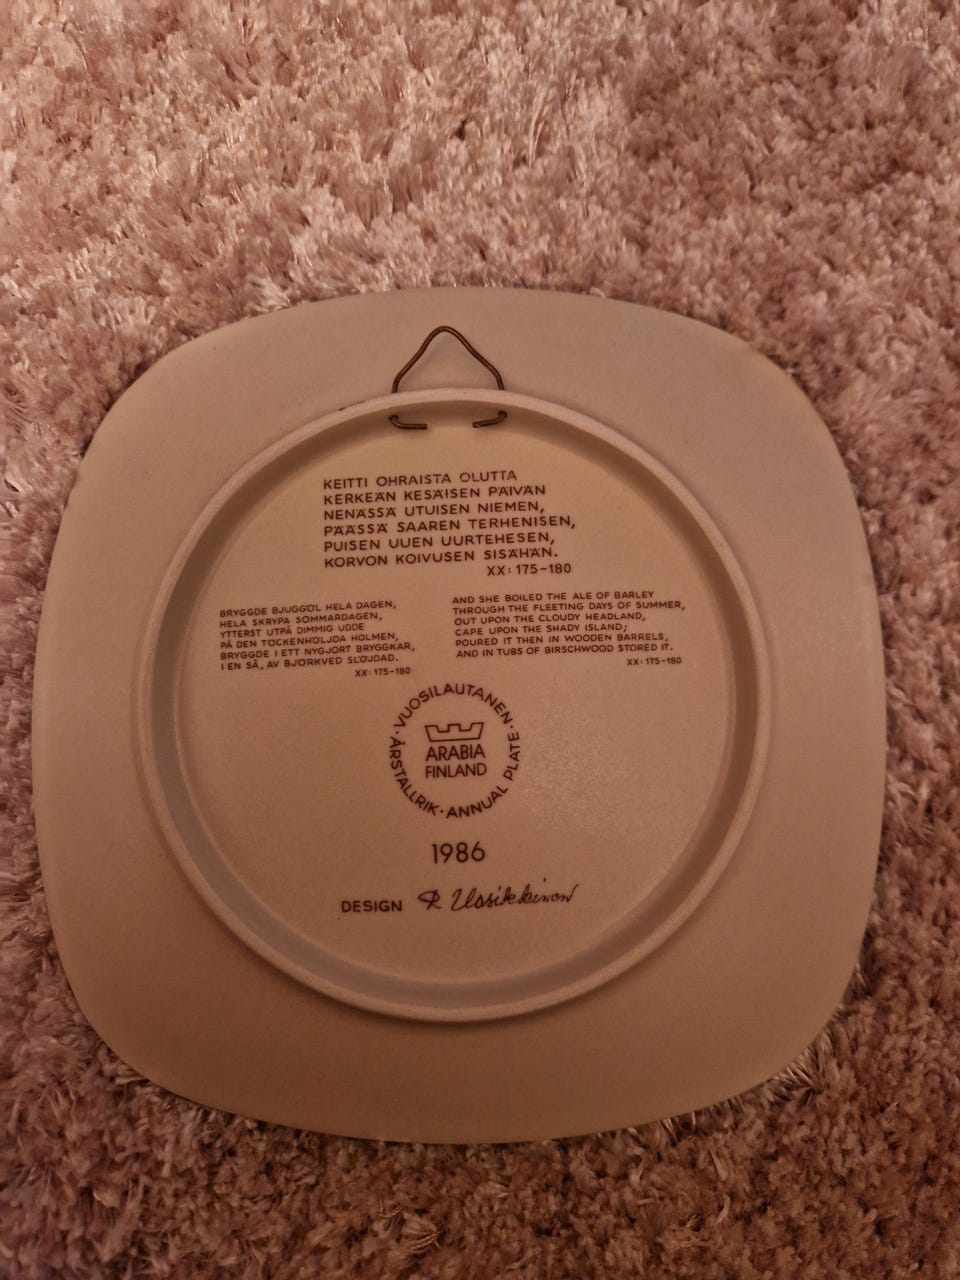 KEITTI OHRAISTA OLUTTA
KERKEÄN KESÄISEN PÄIVÄN
NENÄSSÄ UTUISEN NIEMEN,
PÄÄSSÄ SAAREN TERHENISEN,
PUISEN UUEN UURTEHESEN,
KORVON KOIVUSEN SISÄHÄN.
XX: 175-180
BRYGGDE BJUGGÖL HELA DAGEN,
HELA SKRYPA SOMMARDAGEN,
YTTERST UTPÅ DIMMIG UDDE
PÅ DEN TÖCKENHÖLJDA HOLMEN,
BRYGGDE I ETT NYGJORT BRYGGKAR,
I EN SÅ, AV BJÖRKVED SLÖJDAD.
XX: 175-180
AND SHE BOILED THE ALE OF BARLEY
THROUGH THE FLEETING DAYS OF SUMMER,
OUT UPON THE CLOUDY HEADLAND,
CAPE UPON THE SHADY ISLAND;
POURED IT THEN IN WOODEN BARRELS,
AND IN TUBS OF BIRSCHWOOD STORED IT.
XX: 175-180
VUOSILAUTANEN · ANNUAL PLATE · ÅRSTALLRIK ·
ARABIA
FINLAND
1986
DESIGN R Uosikkinen